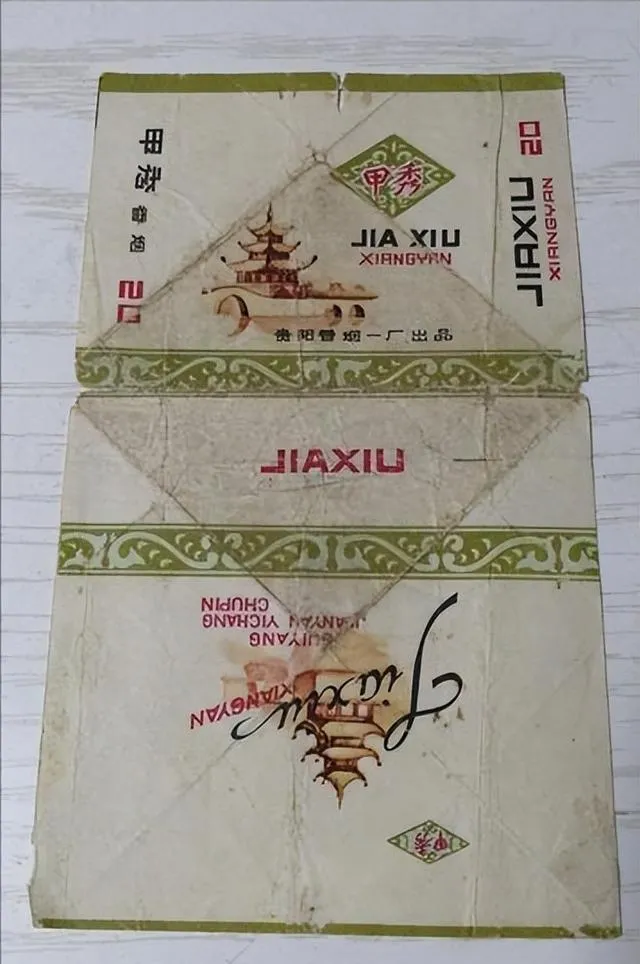 甲秀
JIA XIU
XIANGYAN
贵阳香烟一厂出品
甲秀香烟
20
20
JIAXIU
XIANGYAN
JIAXIU
Jiaxiu
XIANGYAN
GUIYANG
JUANYAN YICHANG
CHUPIN
甲秀